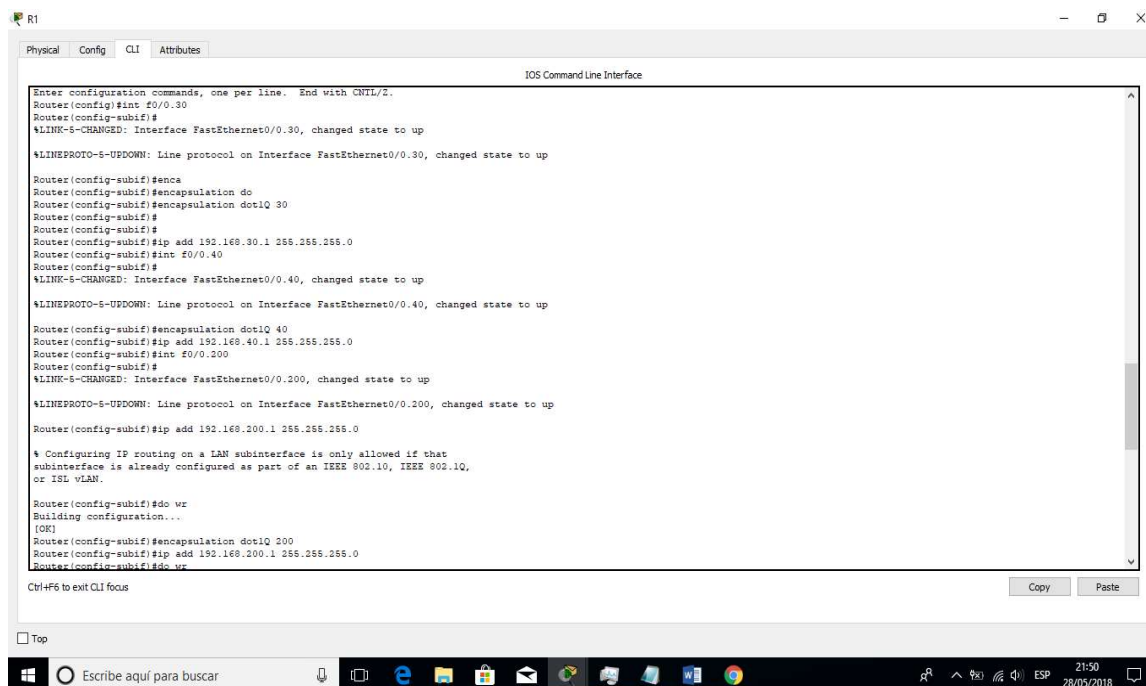 R1
Physical Config CLI Attributes
IOS Command Line Interface
Enter configuration commands, one per line. End with CNTL/Z.
Router(config)#int f0/0.30
Router(config-subif)#
%LINK-5-CHANGED: Interface FastEthernet0/0.30, changed state to up
%LINEPROTO-5-UPDOWN: Line protocol on Interface FastEthernet0/0.30, changed state to up
Router(config-subif)#enca
Router(config-subif)#encapsulation do
Router(config-subif)#encapsulation dot1Q 30
Router(config-subif)#
Router(config-subif)#
Router(config-subif)#ip add 192.168.30.1 255.255.255.0
Router(config-subif)#int f0/0.40
Router(config-subif)#
%LINK-5-CHANGED: Interface FastEthernet0/0.40, changed state to up
%LINEPROTO-5-UPDOWN: Line protocol on Interface FastEthernet0/0.40, changed state to up
Router(config-subif)#encapsulation dot1Q 40
Router(config-subif)#ip add 192.168.40.1 255.255.255.0
Router(config-subif)#int f0/0.200
Router(config-subif)#
%LINK-5-CHANGED: Interface FastEthernet0/0.200, changed state to up
%LINEPROTO-5-UPDOWN: Line protocol on Interface FastEthernet0/0.200, changed state to up
Router(config-subif)#ip add 192.168.200.1 255.255.255.0
% Configuring IP routing on a LAN subinterface is only allowed if that
subinterface is already configured as part of an IEEE 802.10, IEEE 802.1Q,
or ISL vLAN.
Router(config-subif)#do wr
Building configuration...
[OK]
Router(config-subif)#encapsulation dot1Q 200
Router(config-subif)#ip add 192.168.200.1 255.255.255.0
Router(config-subif)#do wr
Ctrl+F6 to exit CLI focus
Copy Paste
Top
Escribe aquí para buscar
ESP
21:50
28/05/2018